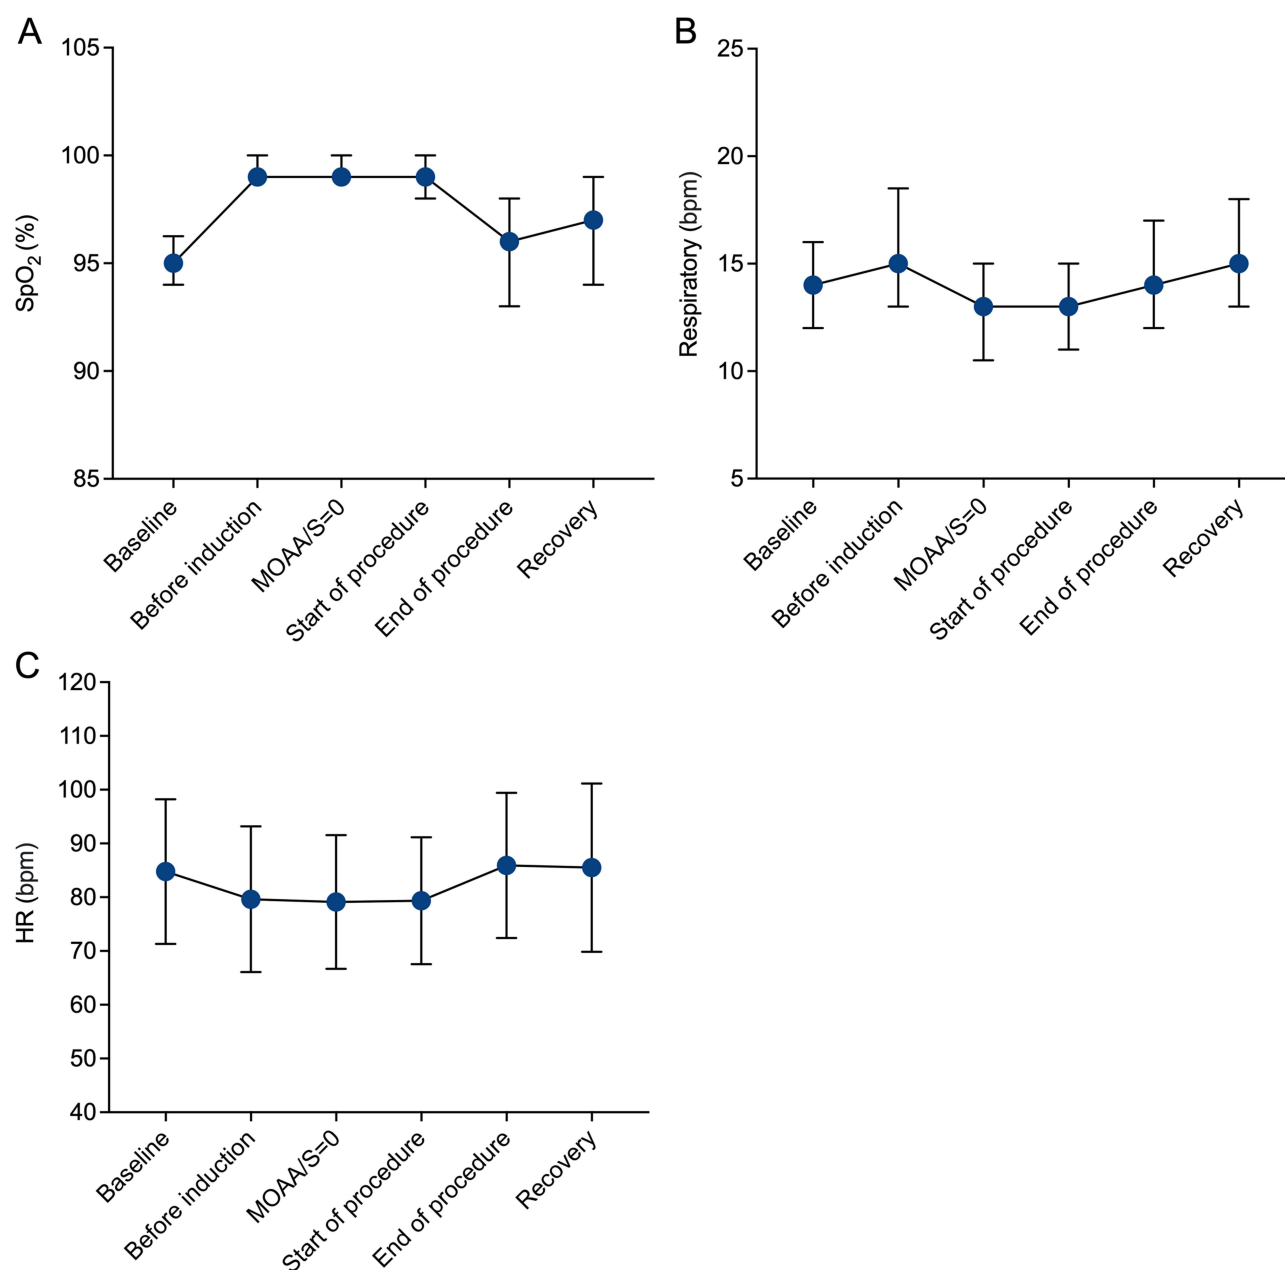 A
105
100
95
90
85
SpO2 (%)
Baseline
Before induction
MOAA/S=0
Start of procedure
End of procedure
Recovery
B
25
20
15
10
5
Respiratory (bpm)
Baseline
Before induction
MOAA/S=0
Start of procedure
End of procedure
Recovery
C
120
110
100
90
80
70
60
50
40
HR (bpm)
Baseline
Before induction
MOAA/S=0
Start of procedure
End of procedure
Recovery